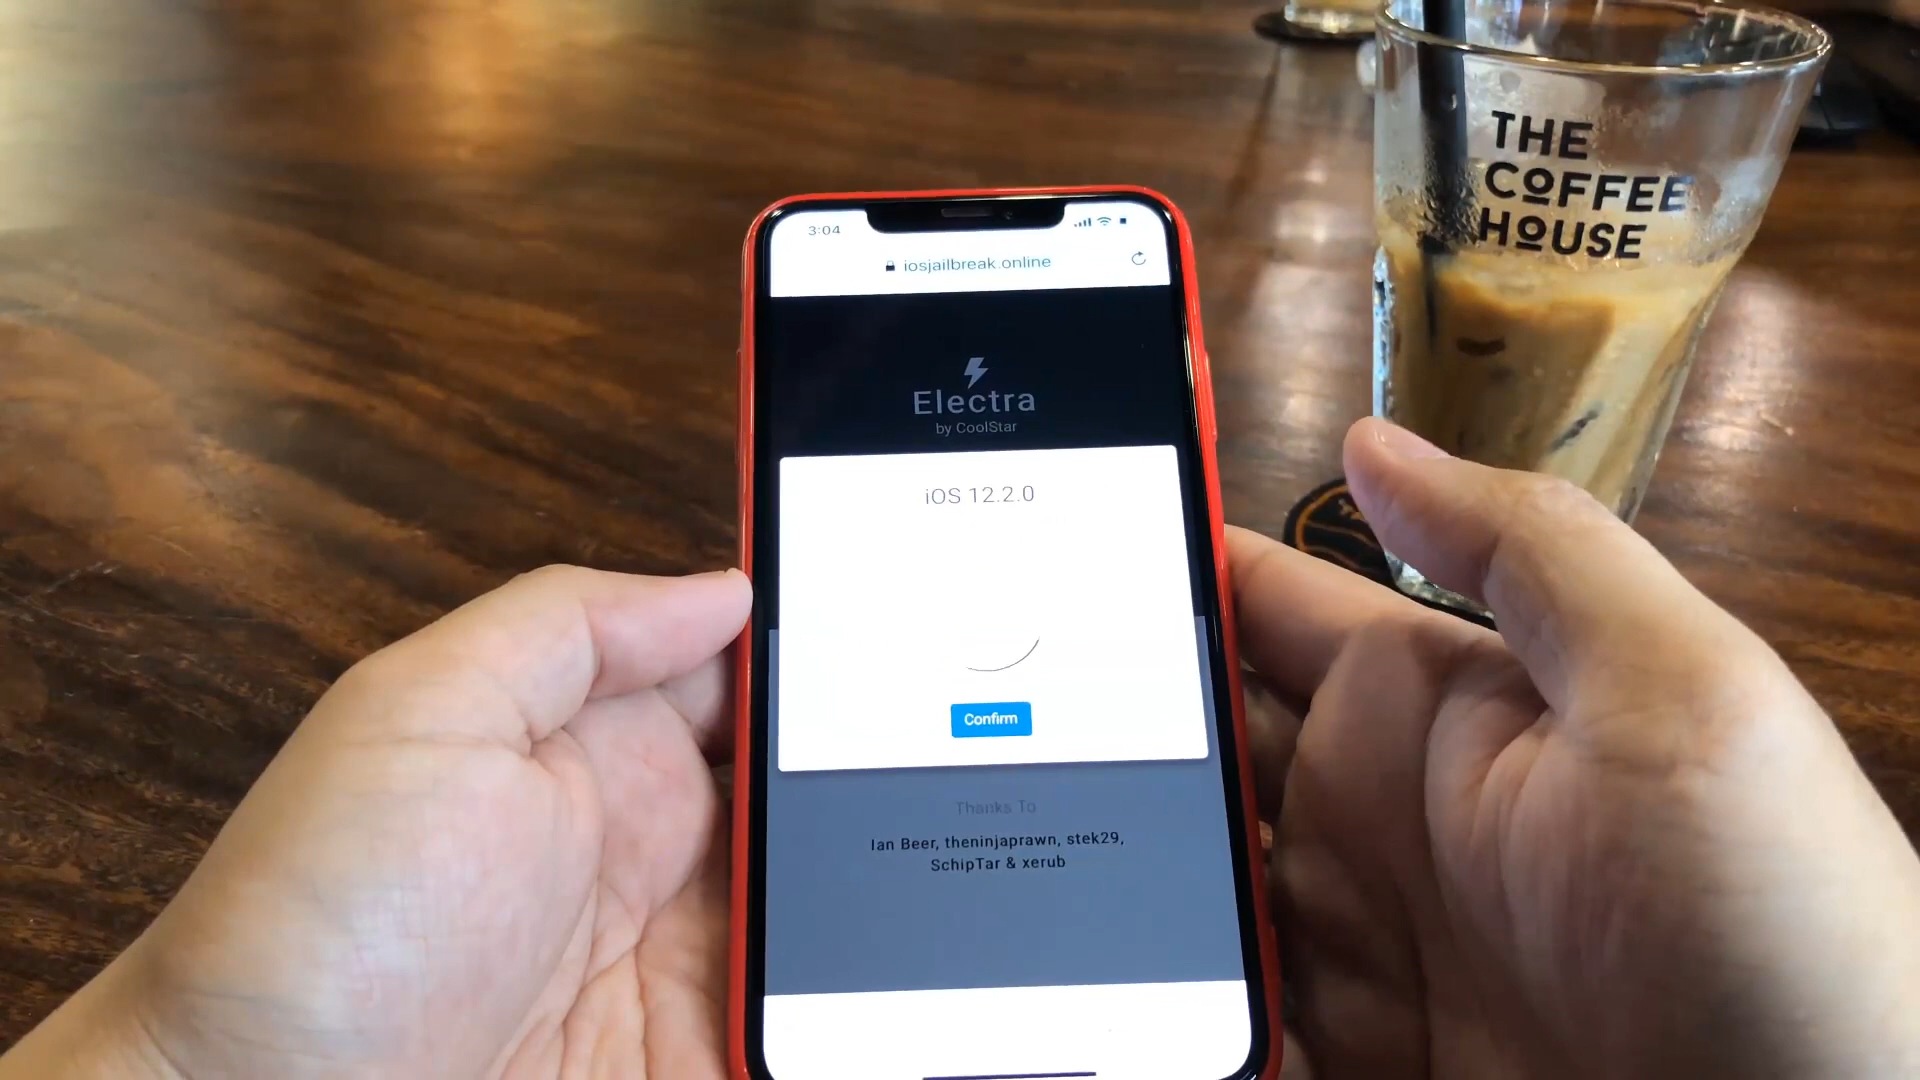 THE
COFFEE
HOUSE
3:04
iosjailbreak.online
Electra
by CoolStar
iOS 12.2.0
Confirm
Thanks To
Ian Beer, theninjaprawn, stek29,
SchipTar & xerub